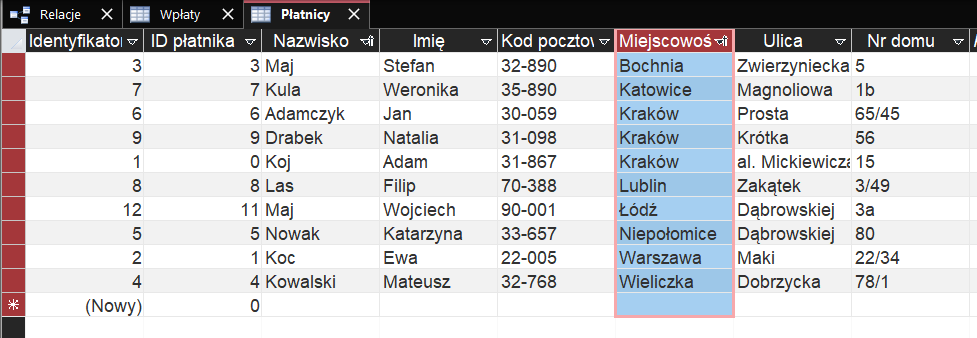 Relacje Wpłaty Płatnicy
Identyfikator ID płatnika Nazwisko Imię Kod pocztow Miejscowoś Ulica Nr domu
3 3 Maj Stefan 32-890 Bochnia Zwierzyniecka 5
7 7 Kula Weronika 35-890 Katowice Magnoliowa 1b
6 6 Adamczyk Jan 30-059 Kraków Prosta 65/45
9 9 Drabek Natalia 31-098 Kraków Krótka 56
1 0 Koj Adam 31-867 Kraków al. Mickiewicza 15
8 8 Las Filip 70-388 Lublin Zakątek 3/49
12 11 Maj Wojciech 90-001 Łódź Dąbrowskiej 3a
5 5 Nowak Katarzyna 33-657 Niepołomice Dąbrowskiej 80
2 1 Koc Ewa 22-005 Warszawa Maki 22/34
4 4 Kowalski Mateusz 32-768 Wieliczka Dobrzycka 78/1
(Nowy) 0